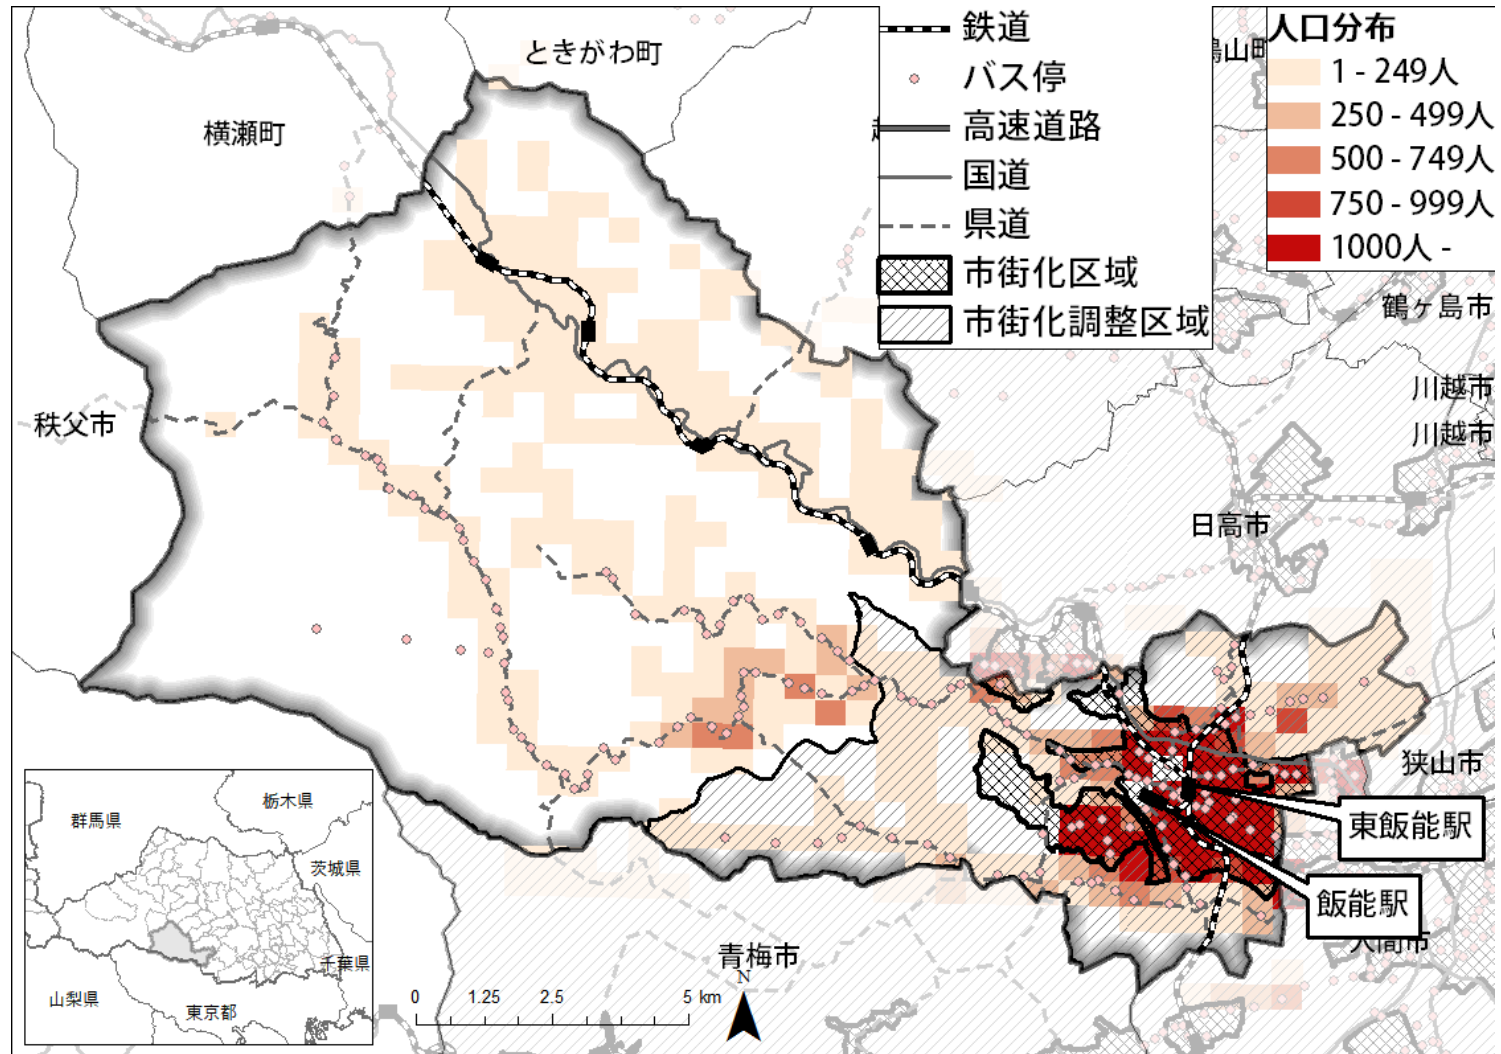 ときがわ町
横瀬町
秩父市
鉄道
バス停
高速道路
国道
県道
市街化区域
市街化調整区域
人口分布
1 - 249人
250 - 499人
500 - 749人
750 - 999人
1000人 -
鶴ヶ島市
川越市
川越市
日高市
狭山市
東飯能駅
飯能駅
入間市
青梅市
N
0 1.25 2.5 5 km
栃木県
群馬県
茨城県
千葉県
山梨県
東京都